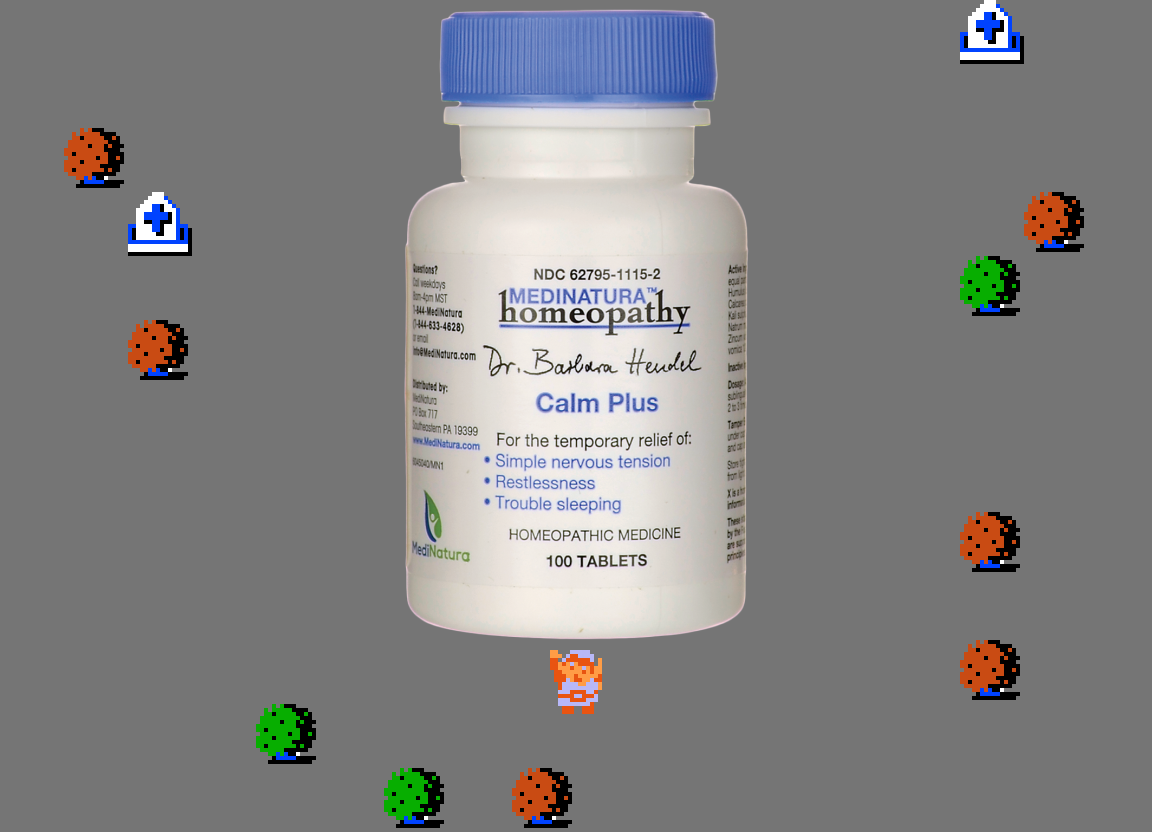 NDC 62795-1115-2
MEDINATURA™
homeopathy
Dr. Barbara Hendel
Calm Plus
For the temporary relief of:
• Simple nervous tension
• Restlessness
• Trouble sleeping
HOMEOPATHIC MEDICINE
100 TABLETS
Questions?
Call weekdays
8am-4pm MST
1-844-MediNatura
(1-844-633-4628)
or email
info@MediNatura.com
Distributed by:
MediNatura
PO Box 717
Southeastern PA 19399
www.MediNatura.com
MediNatura
Active
Inactive
Dosage